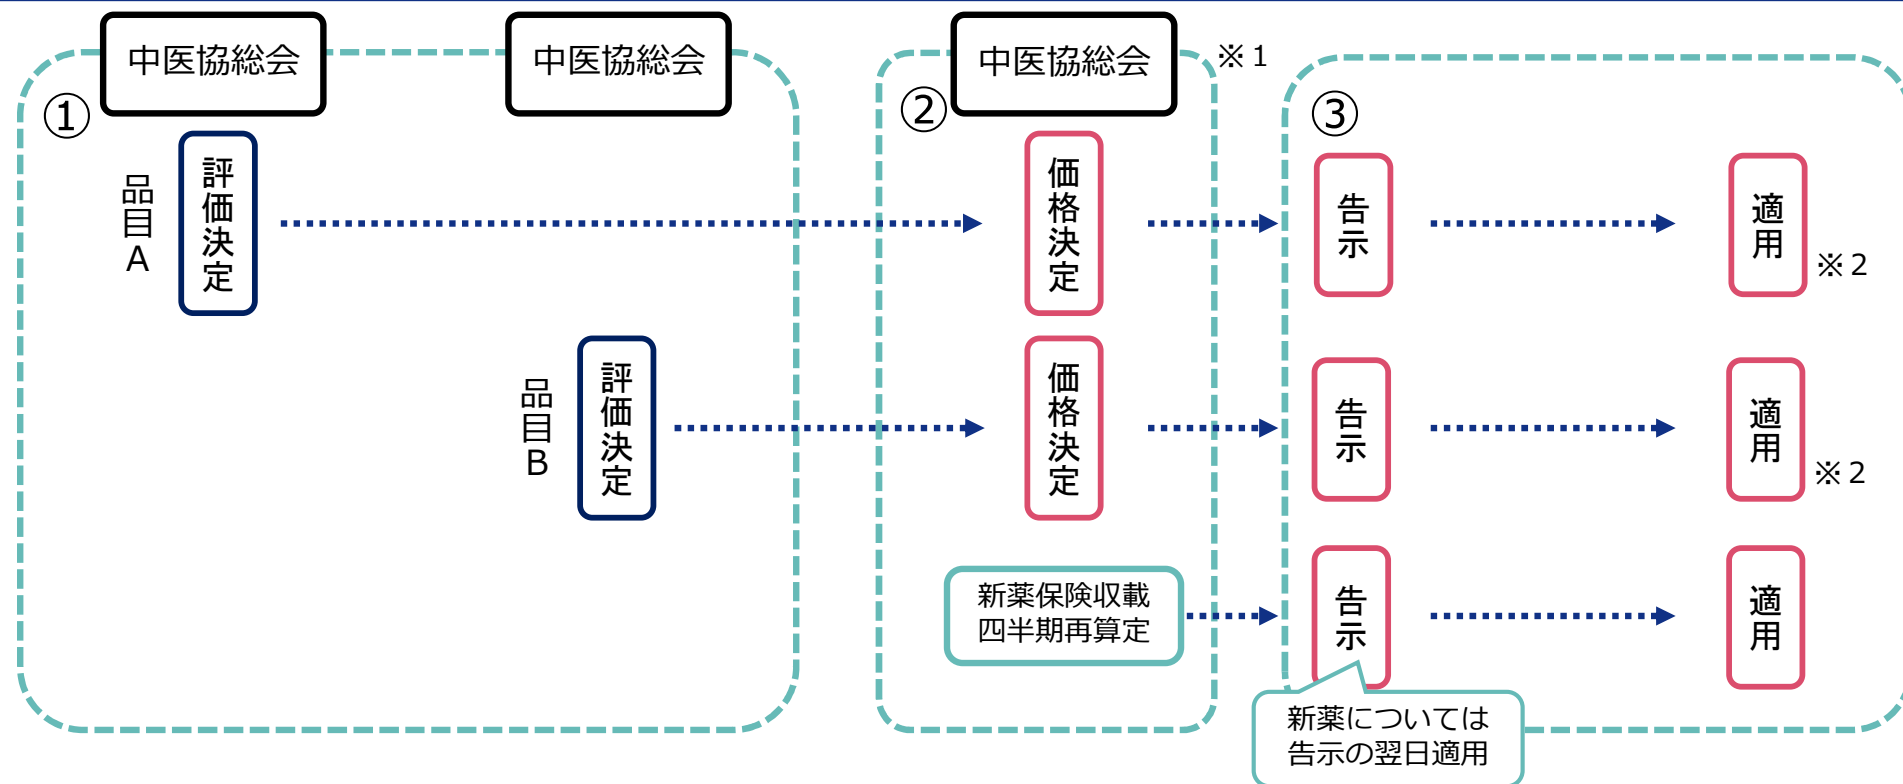 中医協総会
中医協総会
中医協総会
※１
①
②
③
品目A
評価決定
価格決定
告示
適用
※２
品目B
評価決定
価格決定
告示
適用
※２
新薬保険収載
四半期再算定
告示
適用
新薬については
告示の翌日適用